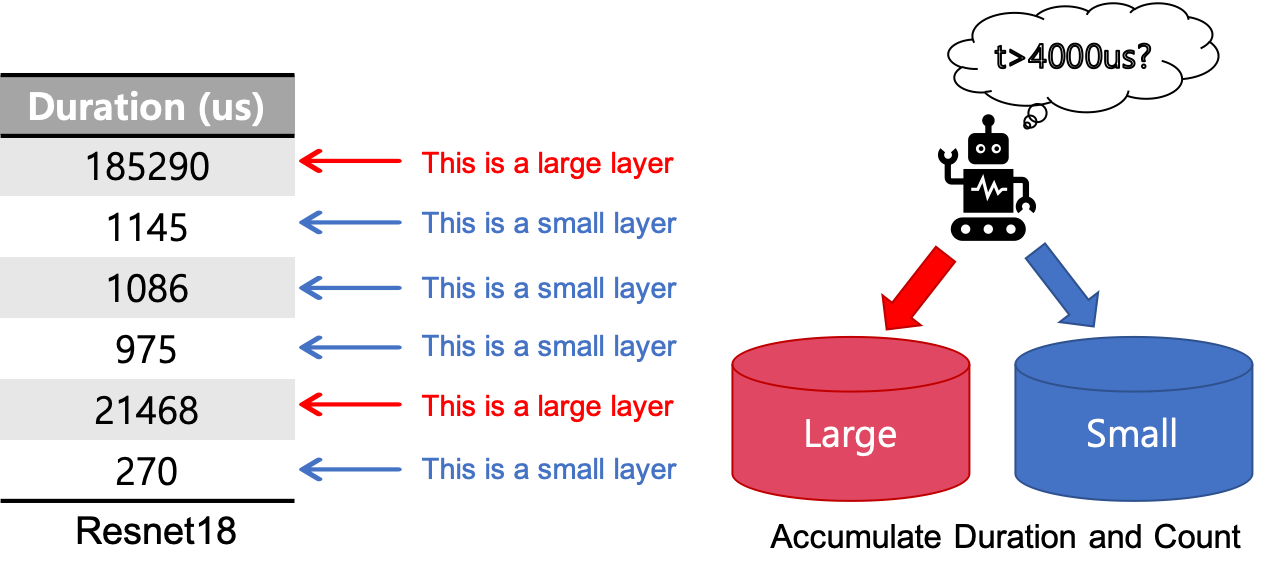 t>4000us?
Duration (us)
185290
This is a large layer
1145
This is a small layer
1086
This is a small layer
975
This is a small layer
21468
This is a large layer
270
This is a small layer
Resnet18
Large
Small
Accumulate Duration and Count